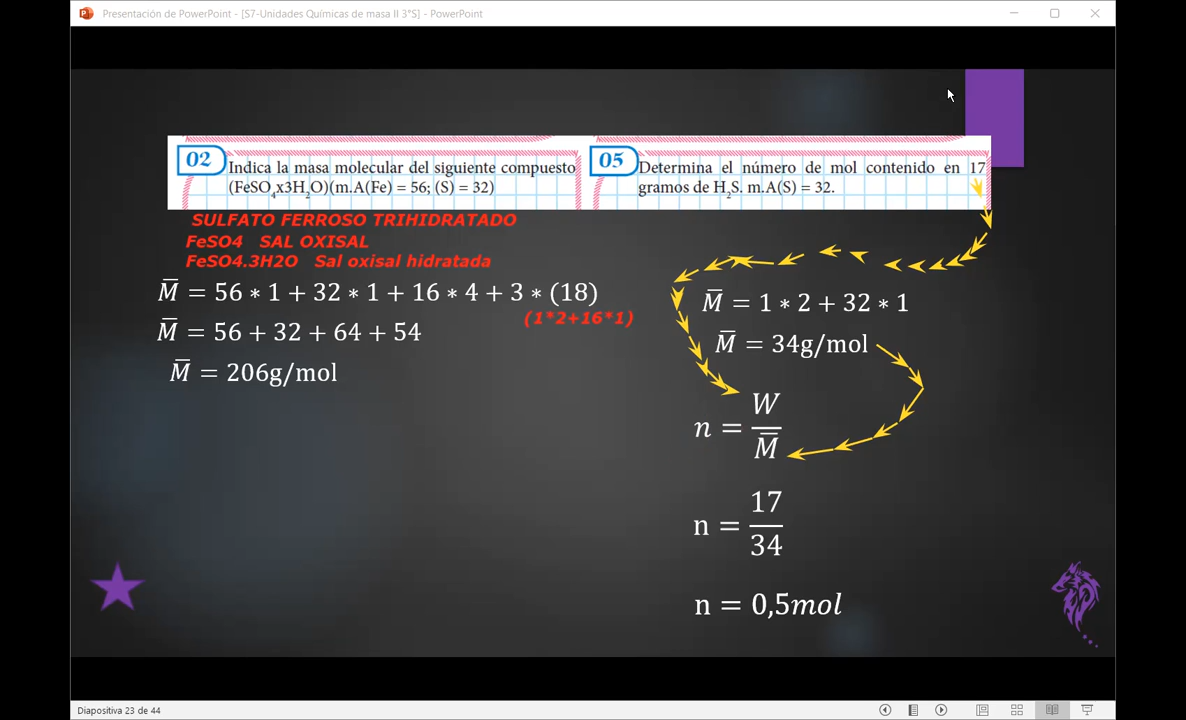 Presentación de PowerPoint - [S7-Unidades Químicas de masa II 3°S] - PowerPoint
02
Indica la masa molecular del siguiente compuesto
(FeSO₄x3H₂O)(m.A(Fe) = 56; (S) = 32)
05
Determina el número de mol contenido en 17
gramos de H₂S. m.A(S) = 32.
SULFATO FERROSO TRIHIDRATADO
FeSO4 SAL OXISAL
FeSO4.3H2O Sal oxisal hidratada
M̅ = 56 ∗ 1 + 32 ∗ 1 + 16 ∗ 4 + 3 ∗ (18)
(1*2+16*1)
M̅ = 56 + 32 + 64 + 54
M̅ = 206g/mol
M̅ = 1 ∗ 2 + 32 ∗ 1
M̅ = 34g/mol
n = W/M̅
n = 17/34
n = 0,5mol
Diapositiva 23 de 44